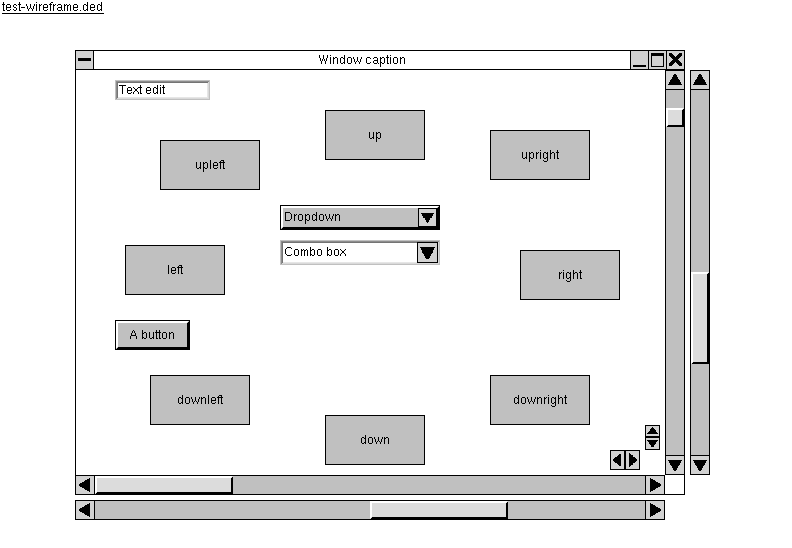 test-wireframe.ded
Window caption
Text edit
up
upright
upleft
Dropdown
Combo box
left
right
A button
downleft
downright
down